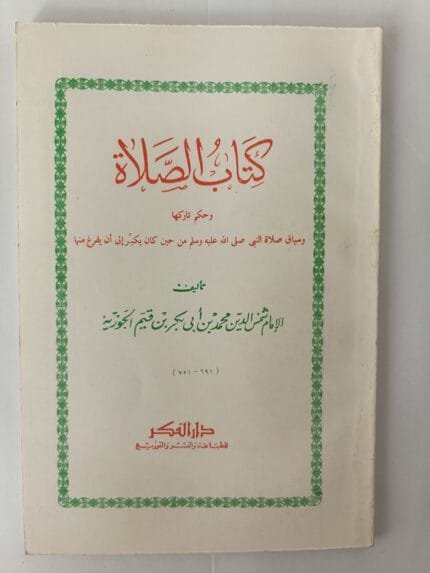 كتاب الصلاة
وحكم تاركها
وسياق صلاة النبي صلى الله عليه وسلم من حين كان يكبر إلى أن يفرغ منها
تأليف
الإمام شمس الدين محمد بن أبي بكر بن قيم الجوزية
(٦٩١ - ٧٥١)
دار الفكر
للطباعة والنشر والتوزيع